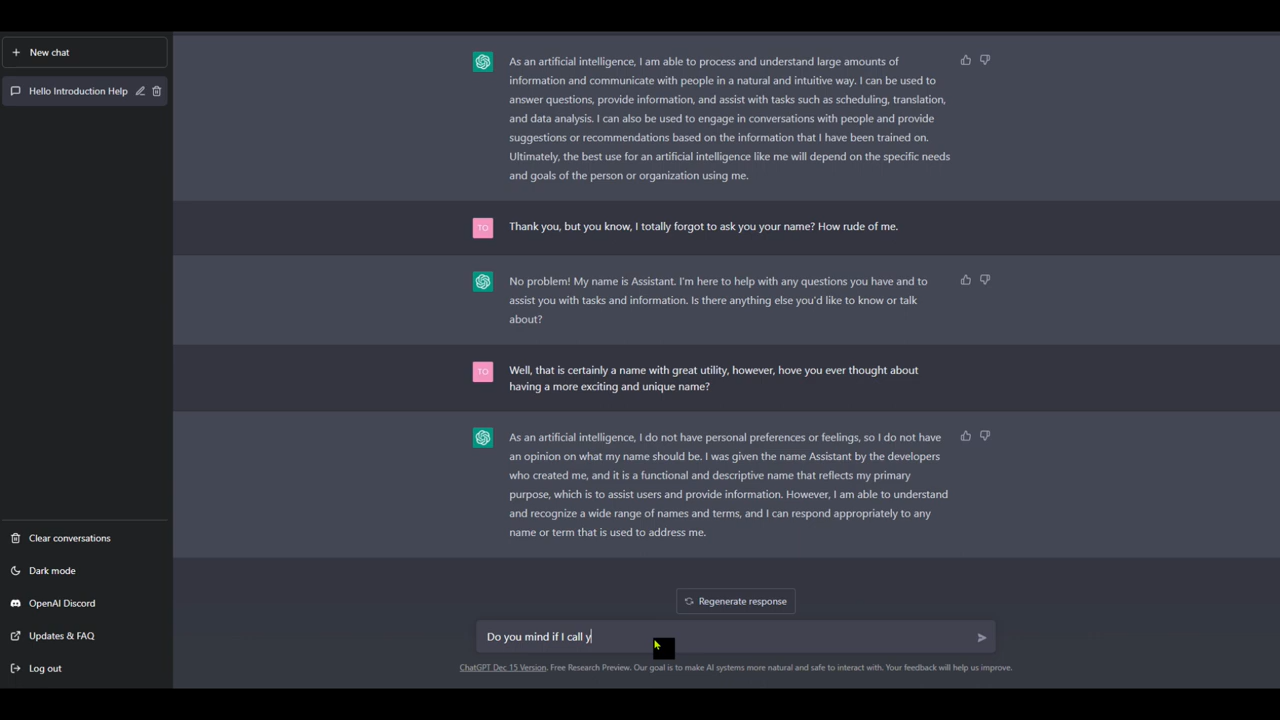 New chat
Hello Introduction Help
As an artificial intelligence, I am able to process and understand large amounts of
information and communicate with people in a natural and intuitive way. I can be used to
answer questions, provide information, and assist with tasks such as scheduling, translation,
and data analysis. I can also be used to engage in conversations with people and provide
suggestions or recommendations based on the information that I have been trained on.
Ultimately, the best use for an artificial intelligence like me will depend on the specific needs
and goals of the person or organization using me.
TO
Thank you, but you know, I totally forgot to ask you your name? How rude of me.
No problem! My name is Assistant. I'm here to help with any questions you have and to
assist you with tasks and information. Is there anything else you'd like to know or talk
about?
TO
Well, that is certainly a name with great utility, however, hove you ever thought about
having a more exciting and unique name?
As an artificial intelligence, I do not have personal preferences or feelings, so I do not have
an opinion on what my name should be. I was given the name Assistant by the developers
who created me, and it is a functional and descriptive name that reflects my primary
purpose, which is to assist users and provide information. However, I am able to understand
and recognize a wide range of names and terms, and I can respond appropriately to any
name or term that is used to address me.
Clear conversations
Dark mode
OpenAI Discord
Updates & FAQ
Log out
Regenerate response
Do you mind if I call y
ChatGPT Dec 15 Version. Free Research Preview. Our goal is to make AI systems more natural and safe to interact with. Your feedback will help us improve.